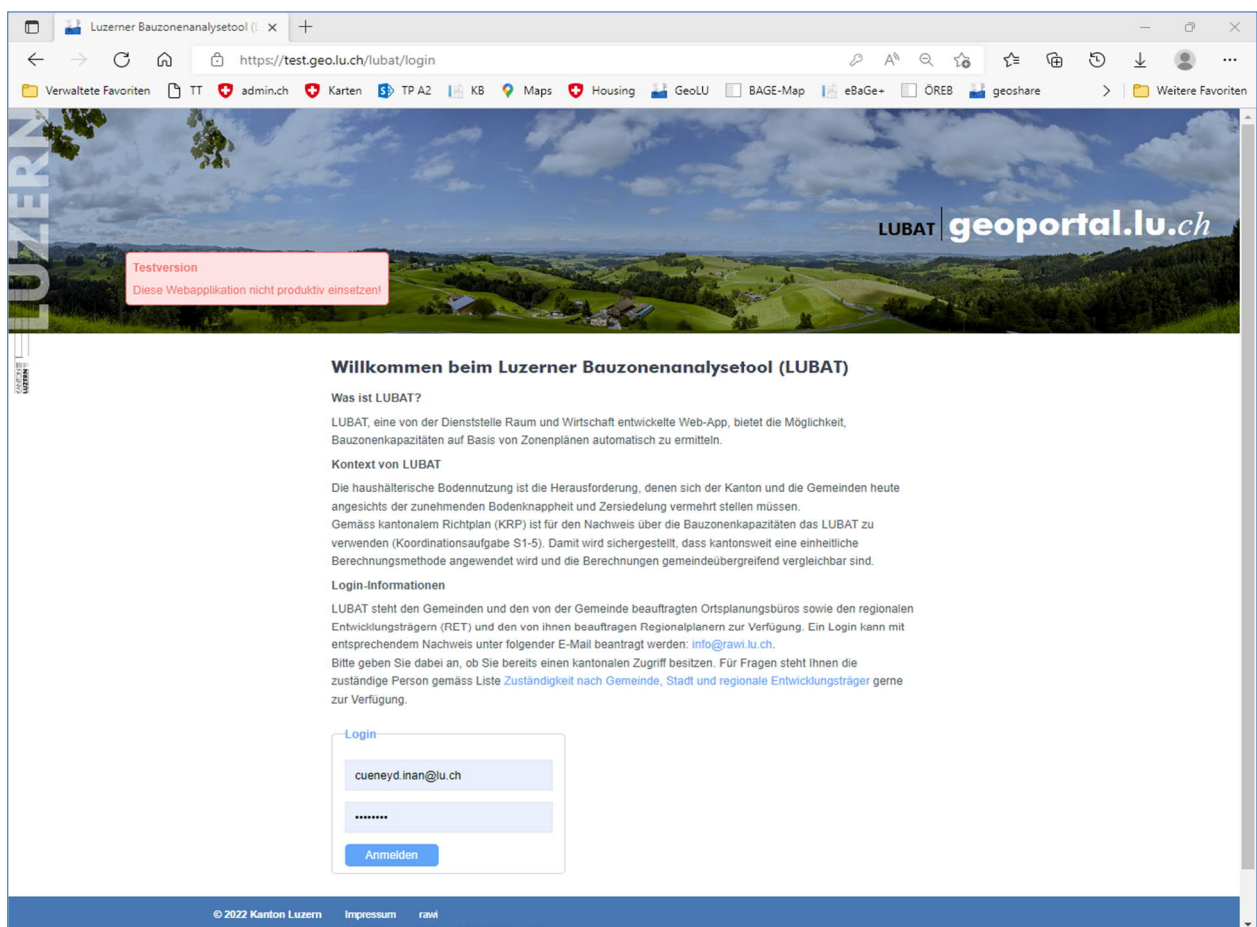 Luzerner Bauzonenanalysetool (L
https://test.geo.lu.ch/lubat/login
Verwaltete Favoriten TT admin.ch Karten TP A2 KB Maps Housing GeoLU BAGE-Map eBaGe+ ÖREB geoshare Weitere Favoriten
LUZERN
LUBAT geoportal.lu.ch
Testversion
Diese Webapplikation nicht produktiv einsetzen!
KANTON
LUZERN
Willkommen beim Luzerner Bauzonenanalysetool (LUBAT)
Was ist LUBAT?
LUBAT, eine von der Dienststelle Raum und Wirtschaft entwickelte Web-App, bietet die Möglichkeit,
Bauzonenkapazitäten auf Basis von Zonenplänen automatisch zu ermitteln.
Kontext von LUBAT
Die haushälterische Bodennutzung ist die Herausforderung, denen sich der Kanton und die Gemeinden heute
angesichts der zunehmenden Bodenknappheit und Zersiedelung vermehrt stellen müssen.
Gemäss kantonalem Richtplan (KRP) ist für den Nachweis über die Bauzonenkapazitäten das LUBAT zu
verwenden (Koordinationsaufgabe S1-5). Damit wird sichergestellt, dass kantonsweit eine einheitliche
Berechnungsmethode angewendet wird und die Berechnungen gemeindeübergreifend vergleichbar sind.
Login-Informationen
LUBAT steht den Gemeinden und den von der Gemeinde beauftragten Ortsplanungsbüros sowie den regionalen
Entwicklungsträgern (RET) und den von ihnen beauftragen Regionalplanern zur Verfügung. Ein Login kann mit
entsprechendem Nachweis unter folgender E-Mail beantragt werden: info@rawi.lu.ch.
Bitte geben Sie dabei an, ob Sie bereits einen kantonalen Zugriff besitzen. Für Fragen steht Ihnen die
zuständige Person gemäss Liste Zuständigkeit nach Gemeinde, Stadt und regionale Entwicklungsträger gerne
zur Verfügung.
Login
cueneyd.inan@lu.ch
••••••••
Anmelden
© 2022 Kanton Luzern Impressum rawi